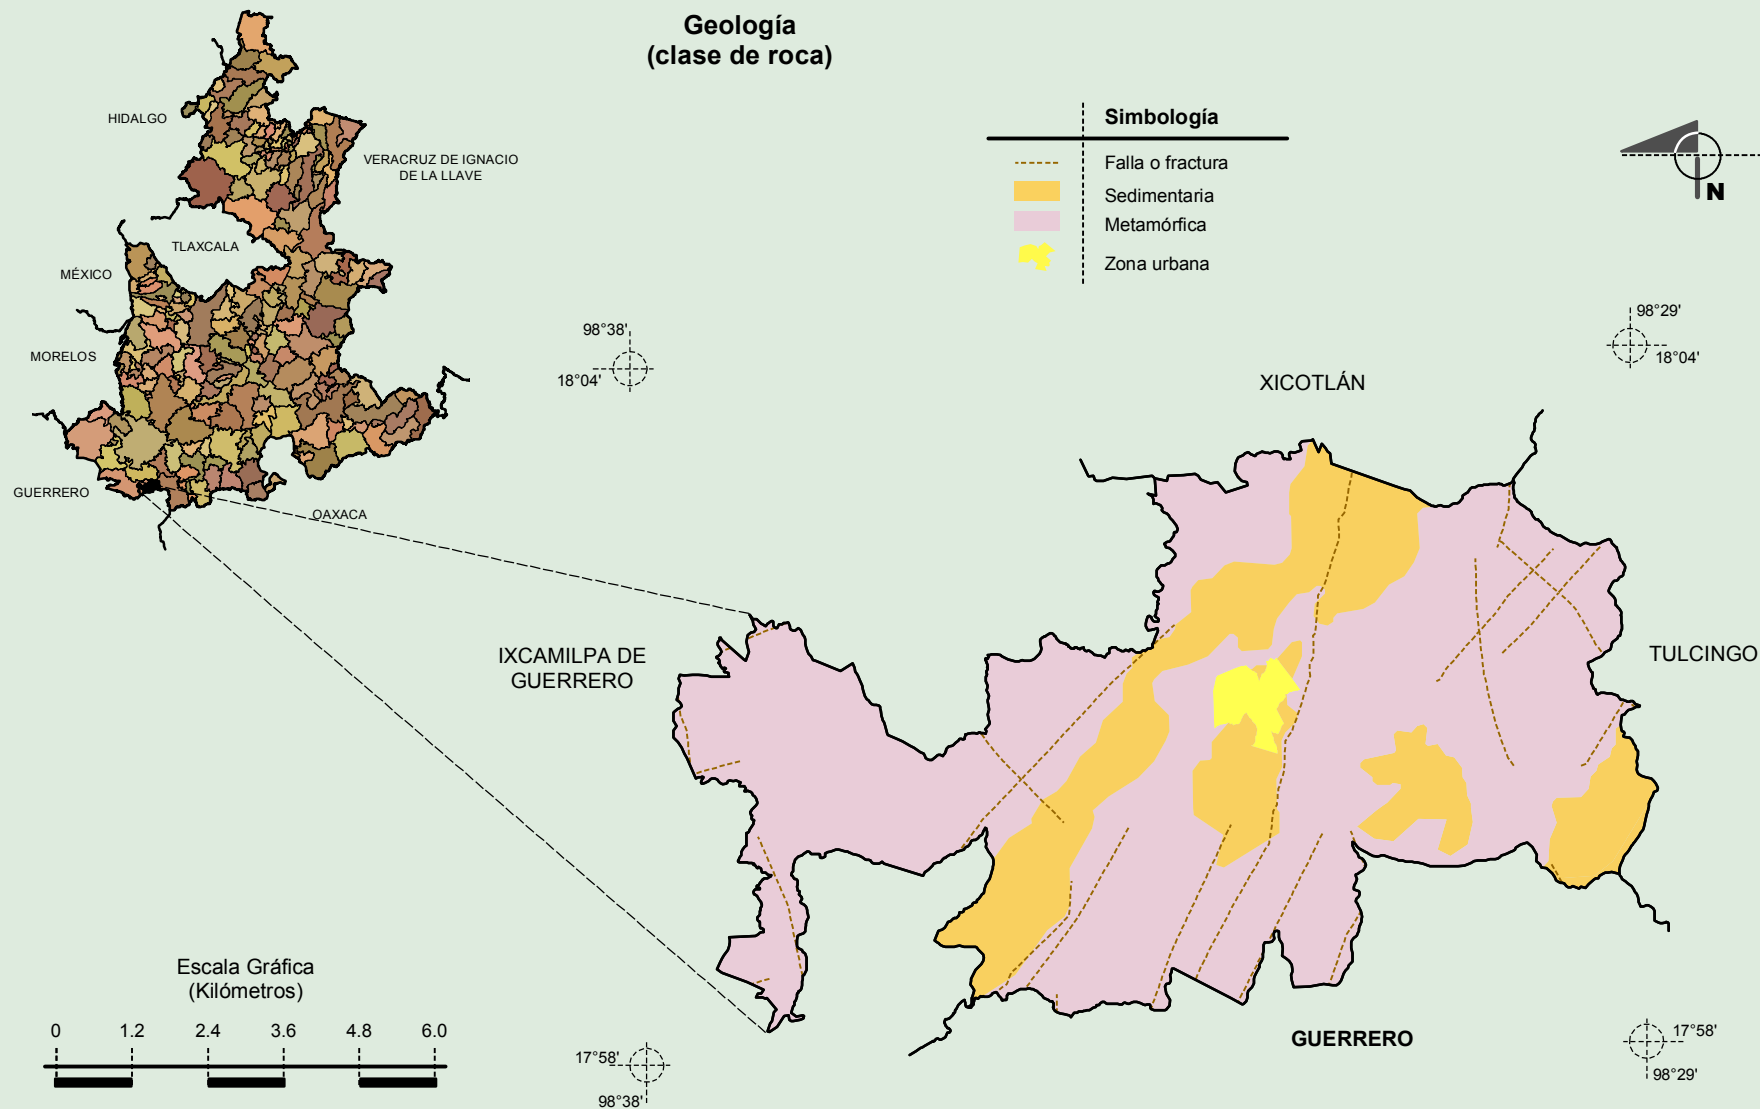 Geología
(clase de roca)
HIDALGO
VERACRUZ DE IGNACIO
DE LA LLAVE
TLAXCALA
MÉXICO
MORELOS
GUERRERO
OAXACA
Simbología
Falla o fractura
Sedimentaria
Metamórfica
Zona urbana
N
98°38'
18°04'
98°29'
18°04'
XICOTLÁN
IXCAMILPA DE
GUERRERO
TULCINGO
GUERRERO
Escala Gráfica
(Kilómetros)
0 1.2 2.4 3.6 4.8 6.0
17°58'
98°38'
17°58'
98°29'